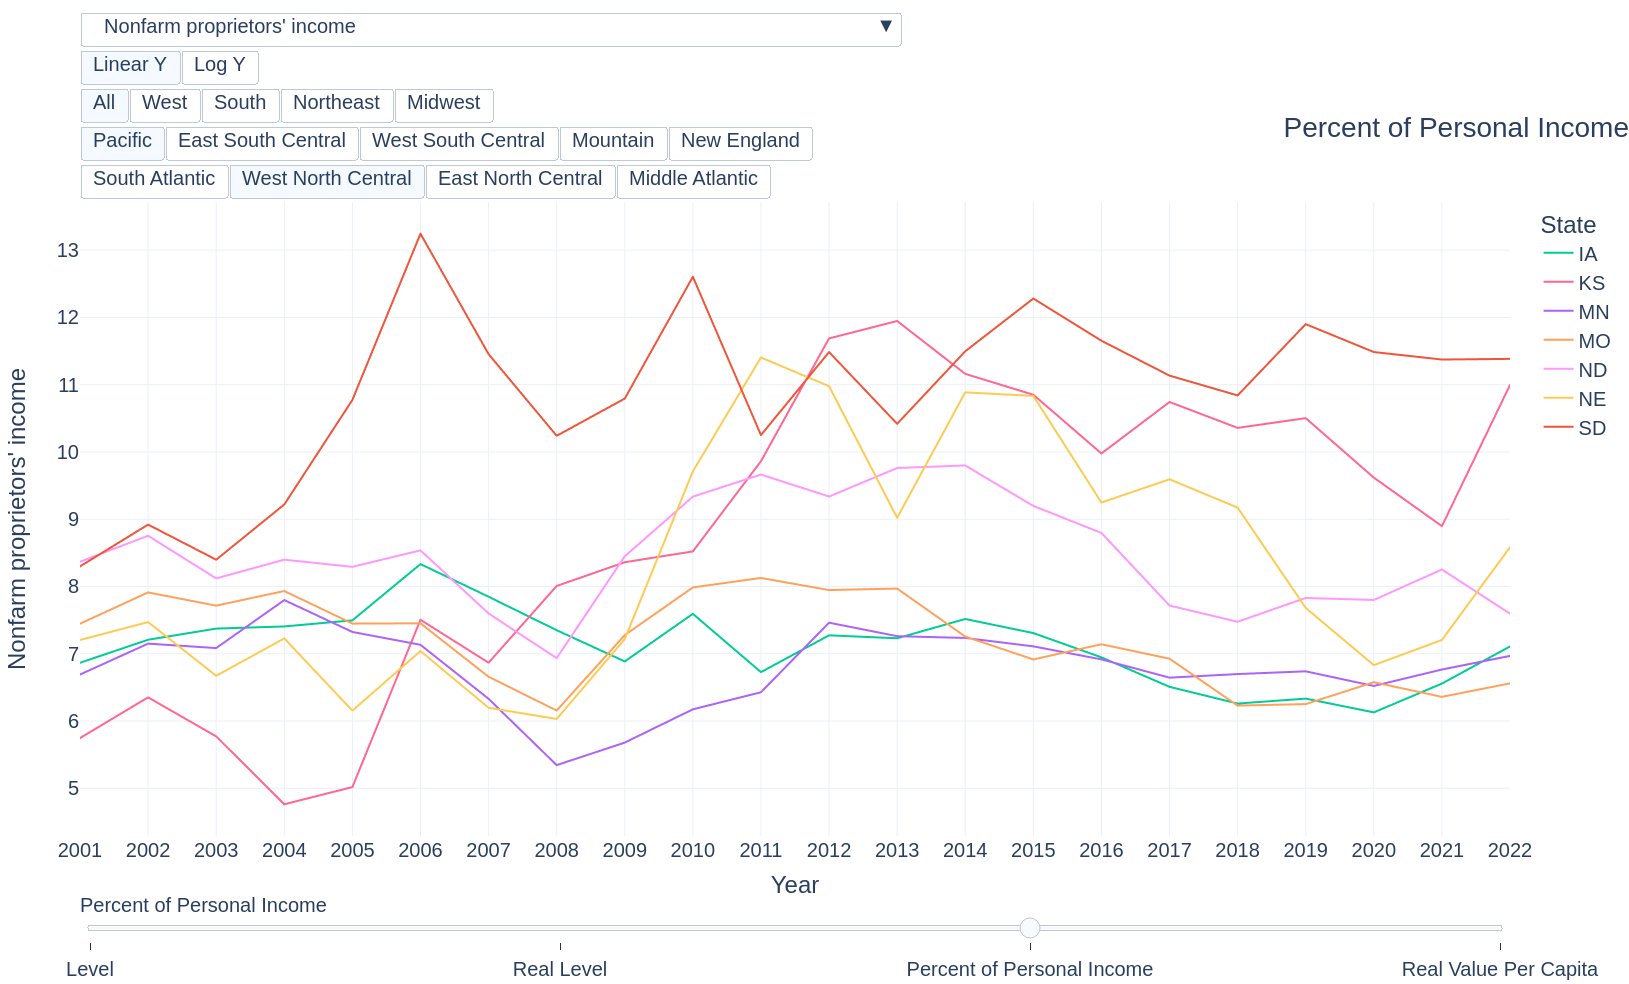 Nonfarm proprietors' income ▼
Linear Y Log Y
All West South Northeast Midwest
Pacific East South Central West South Central Mountain New England
South Atlantic West North Central East North Central Middle Atlantic
Percent of Personal Income
State
IA
KS
MN
MO
ND
NE
SD
Nonfarm proprietors' income
13
12
11
10
9
8
7
6
5
2001 2002 2003 2004 2005 2006 2007 2008 2009 2010 2011 2012 2013 2014 2015 2016 2017 2018 2019 2020 2021 2022
Year
Percent of Personal Income
Level Real Level Percent of Personal Income Real Value Per Capita